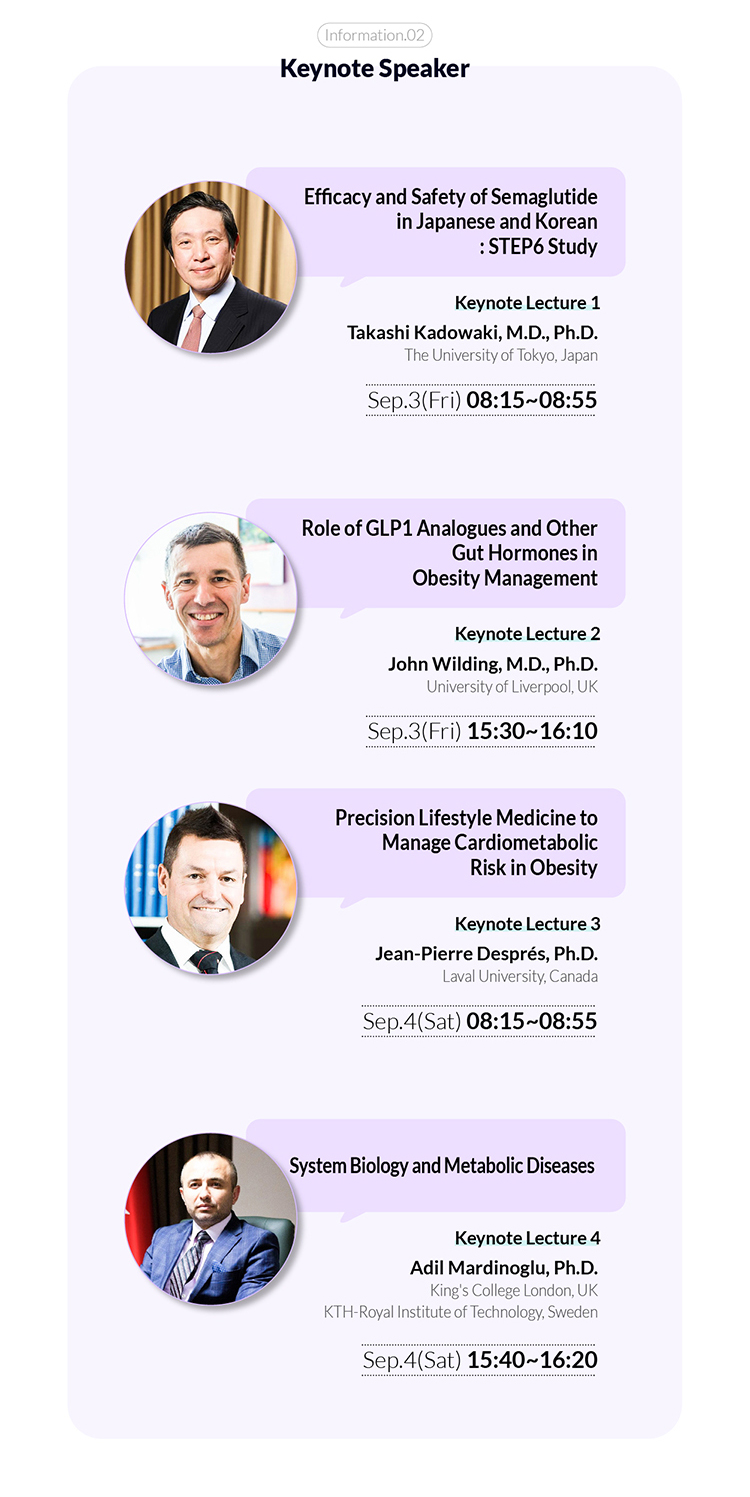 Information.02
Keynote Speaker
Efficacy and Safety of Semaglutide
in Japanese and Korean
: STEP6 Study
Keynote Lecture 1
Takashi Kadowaki, M.D., Ph.D.
The University of Tokyo, Japan
Sep.3(Fri) 08:15~08:55
Role of GLP1 Analogues and Other
Gut Hormones in
Obesity Management
Keynote Lecture 2
John Wilding, M.D., Ph.D.
University of Liverpool, UK
Sep.3(Fri) 15:30~16:10
Precision Lifestyle Medicine to
Manage Cardiometabolic
Risk in Obesity
Keynote Lecture 3
Jean-Pierre Després, Ph.D.
Laval University, Canada
Sep.4(Sat) 08:15~08:55
System Biology and Metabolic Diseases
Keynote Lecture 4
Adil Mardinoglu, Ph.D.
King's College London, UK
KTH-Royal Institute of Technology, Sweden
Sep.4(Sat) 15:40~16:20